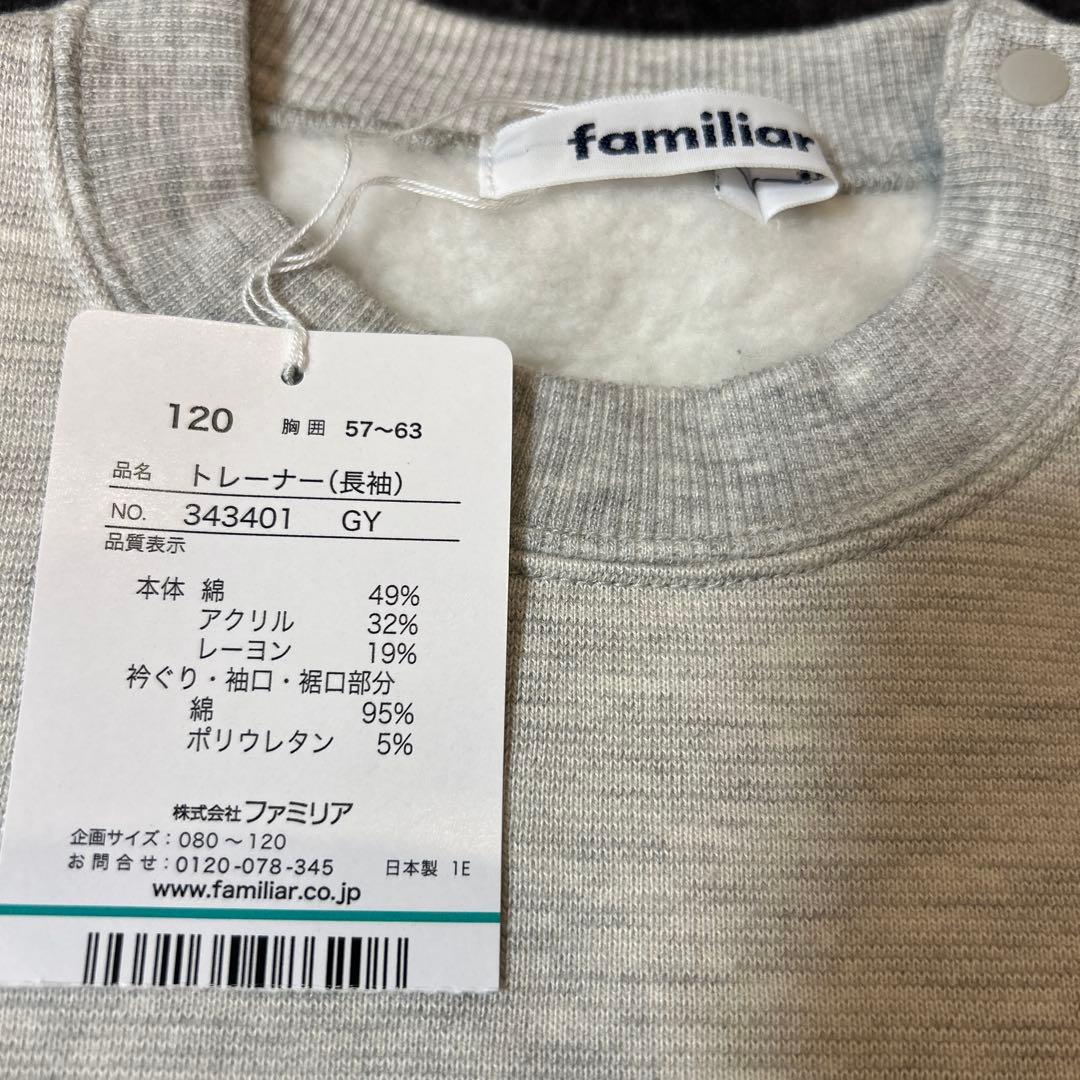 familiar
120 胸囲 57〜63
品名 トレーナー(長袖)
NO. 343401 GY
品質表示
本体 綿 49%
アクリル 32%
レーヨン 19%
衿ぐり・袖口・裾口部分
綿 95%
ポリウレタン 5%
株式会社ファミリア
企画サイズ:080〜120
お問合せ:0120-078-345 日本製 1E
www.familiar.co.jp